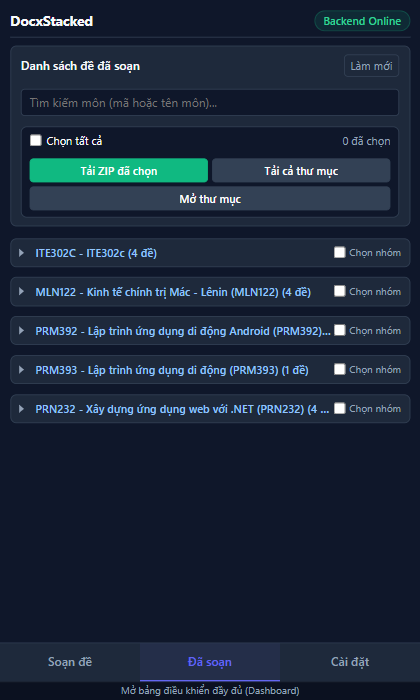 DocxStacked
Backend Online
Danh sách đề đã soạn
Làm mới
Tìm kiếm môn (mã hoặc tên môn)...
Chọn tất cả
0 đã chọn
Tải ZIP đã chọn
Tải cả thư mục
Mở thư mục
ITE302C - ITE302c (4 đề)
Chọn nhóm
MLN122 - Kinh tế chính trị Mác - Lênin (MLN122) (4 đề)
Chọn nhóm
PRM392 - Lập trình ứng dụng di động Android (PRM392)...
Chọn nhóm
PRM393 - Lập trình ứng dụng di động (PRM393) (1 đề)
Chọn nhóm
PRN232 - Xây dựng ứng dụng web với .NET (PRN232) (4 ...
Chọn nhóm
Soạn đề
Đã soạn
Cài đặt
Mở bảng điều khiển đầy đủ (Dashboard)